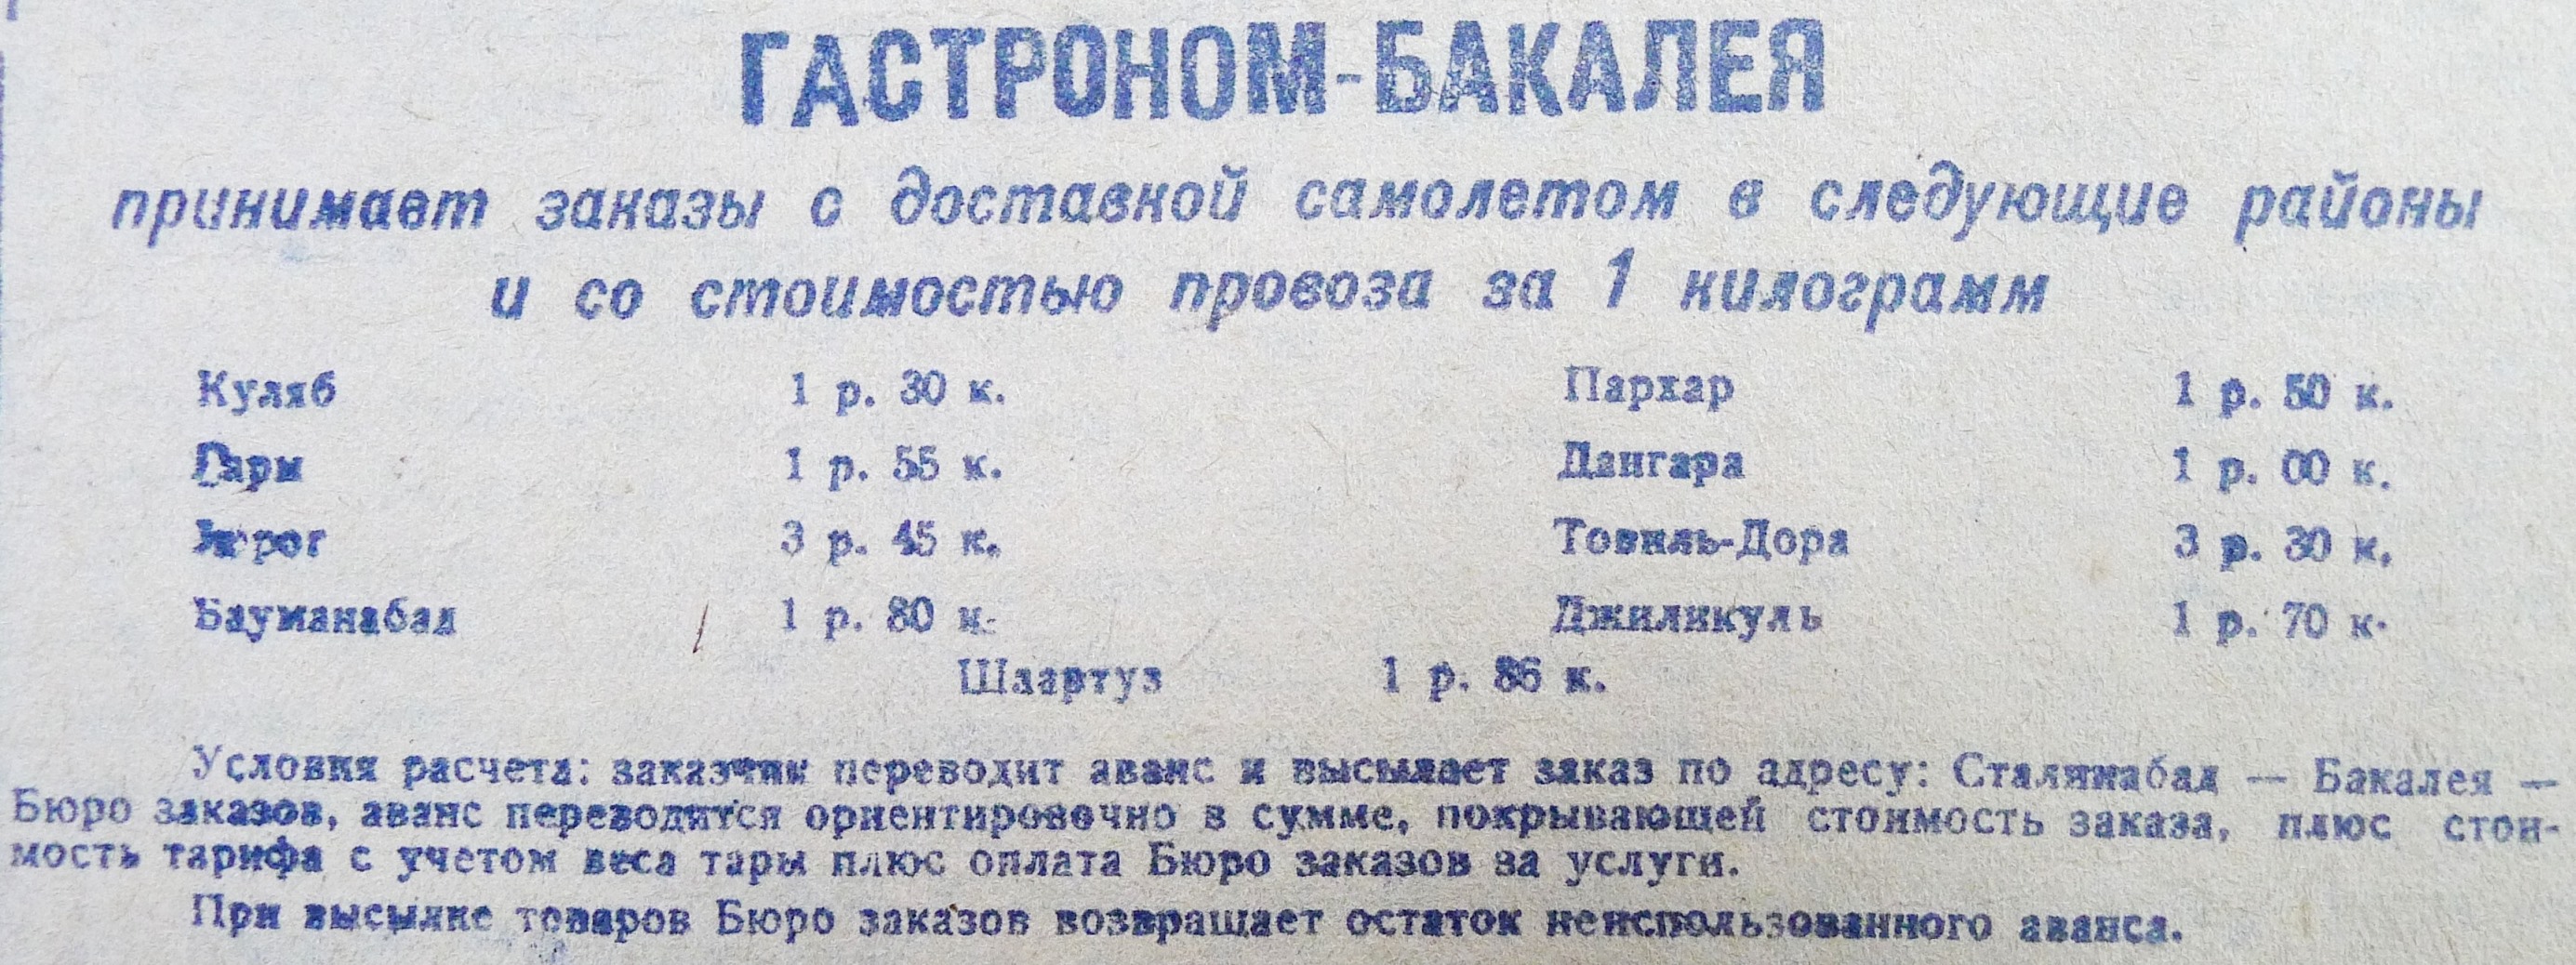 ГАСТРОНОМ-БАКАЛЕЯ
принимает заказы с доставкой самолетом в следующие районы
и со стоимостью провоза за 1 килограмм
Куляб 1 р. 30 к. Пархар 1 р. 50 к.
Гарм 1 р. 55 к. Дангара 1 р. 00 к.
Хорог 3 р. 45 к. Товиль-Дора 3 р. 30 к.
Бауманабад 1 р. 80 к. Джиликуль 1 р. 70 к.
Шаартуз 1 р. 86 к.
Условия расчета: заказчик переводит аванс и высылает заказ по адресу: Сталинабад — Бакалея —
Бюро заказов, аванс переводится ориентировочно в сумме, покрывающей стоимость заказа, плюс стои-
мость тарифа с учетом веса тары плюс оплата Бюро заказов за услуги.
При высылке товаров Бюро заказов возвращает остаток неиспользованного аванса.